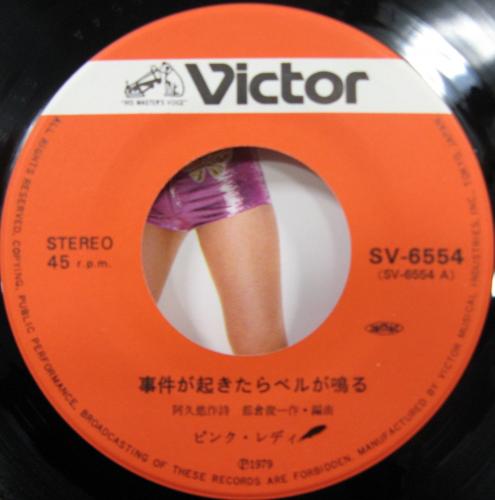 Victor
"HIS MASTER'S VOICE"
STEREO
45 r.p.m.
SV-6554
(SV-6554 A)
事件が起きたらベルが鳴る
阿久悠作詩 都倉俊一作・編曲
ピンク・レディー
Ⓟ1979
ALL RIGHTS RESERVED. COPYING, PUBLIC PERFORMANCE, BROADCASTING OF THESE RECORDS ARE FORBIDDEN. MANUFACTURED BY VICTOR MUSICAL INDUSTRIES, INC. TOKYO, JAPAN